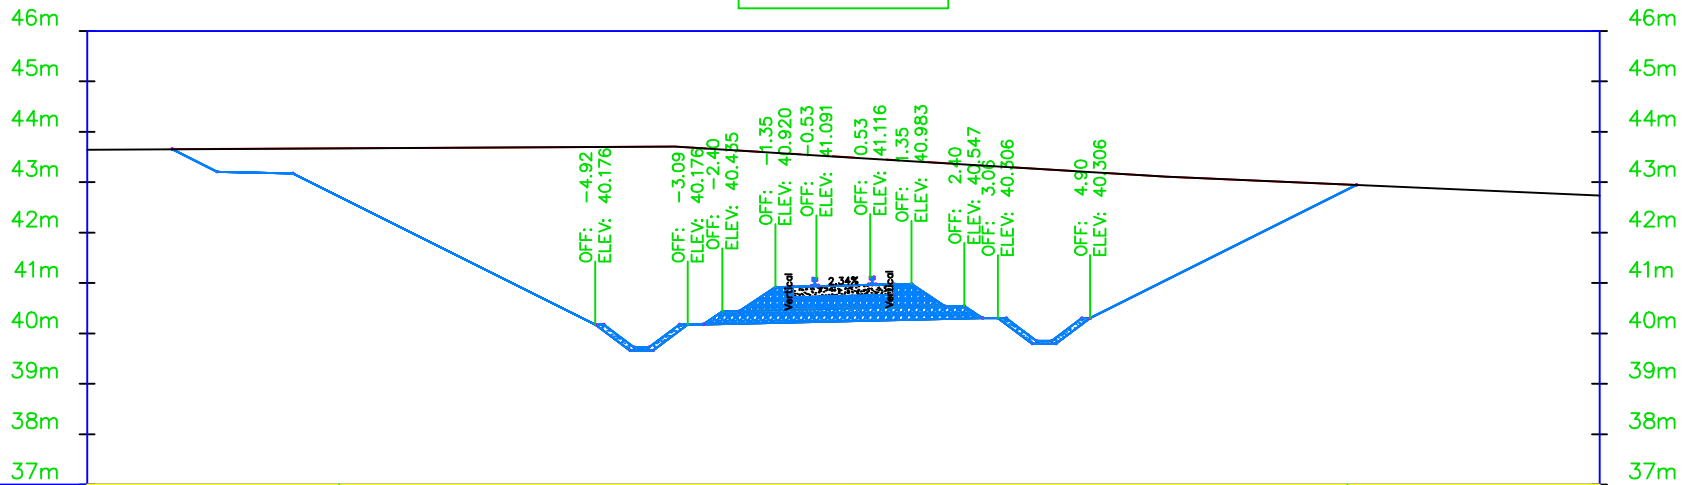 46m
45m
44m
43m
42m
41m
40m
39m
38m
37m
OFF: -4.92
ELEV: 40.176
OFF: -3.09
ELEV: 40.176
OFF: -2.40
ELEV: 40.435
OFF: -1.35
ELEV: 40.920
OFF: -0.53
ELEV: 41.091
OFF: 0.53
ELEV: 41.116
OFF: 1.35
ELEV: 40.983
OFF: 2.40
ELEV: 40.547
OFF: 3.06
ELEV: 40.306
OFF: 4.90
ELEV: 40.306
Vertical
2.34%
Vertical
46m
45m
44m
43m
42m
41m
40m
39m
38m
37m